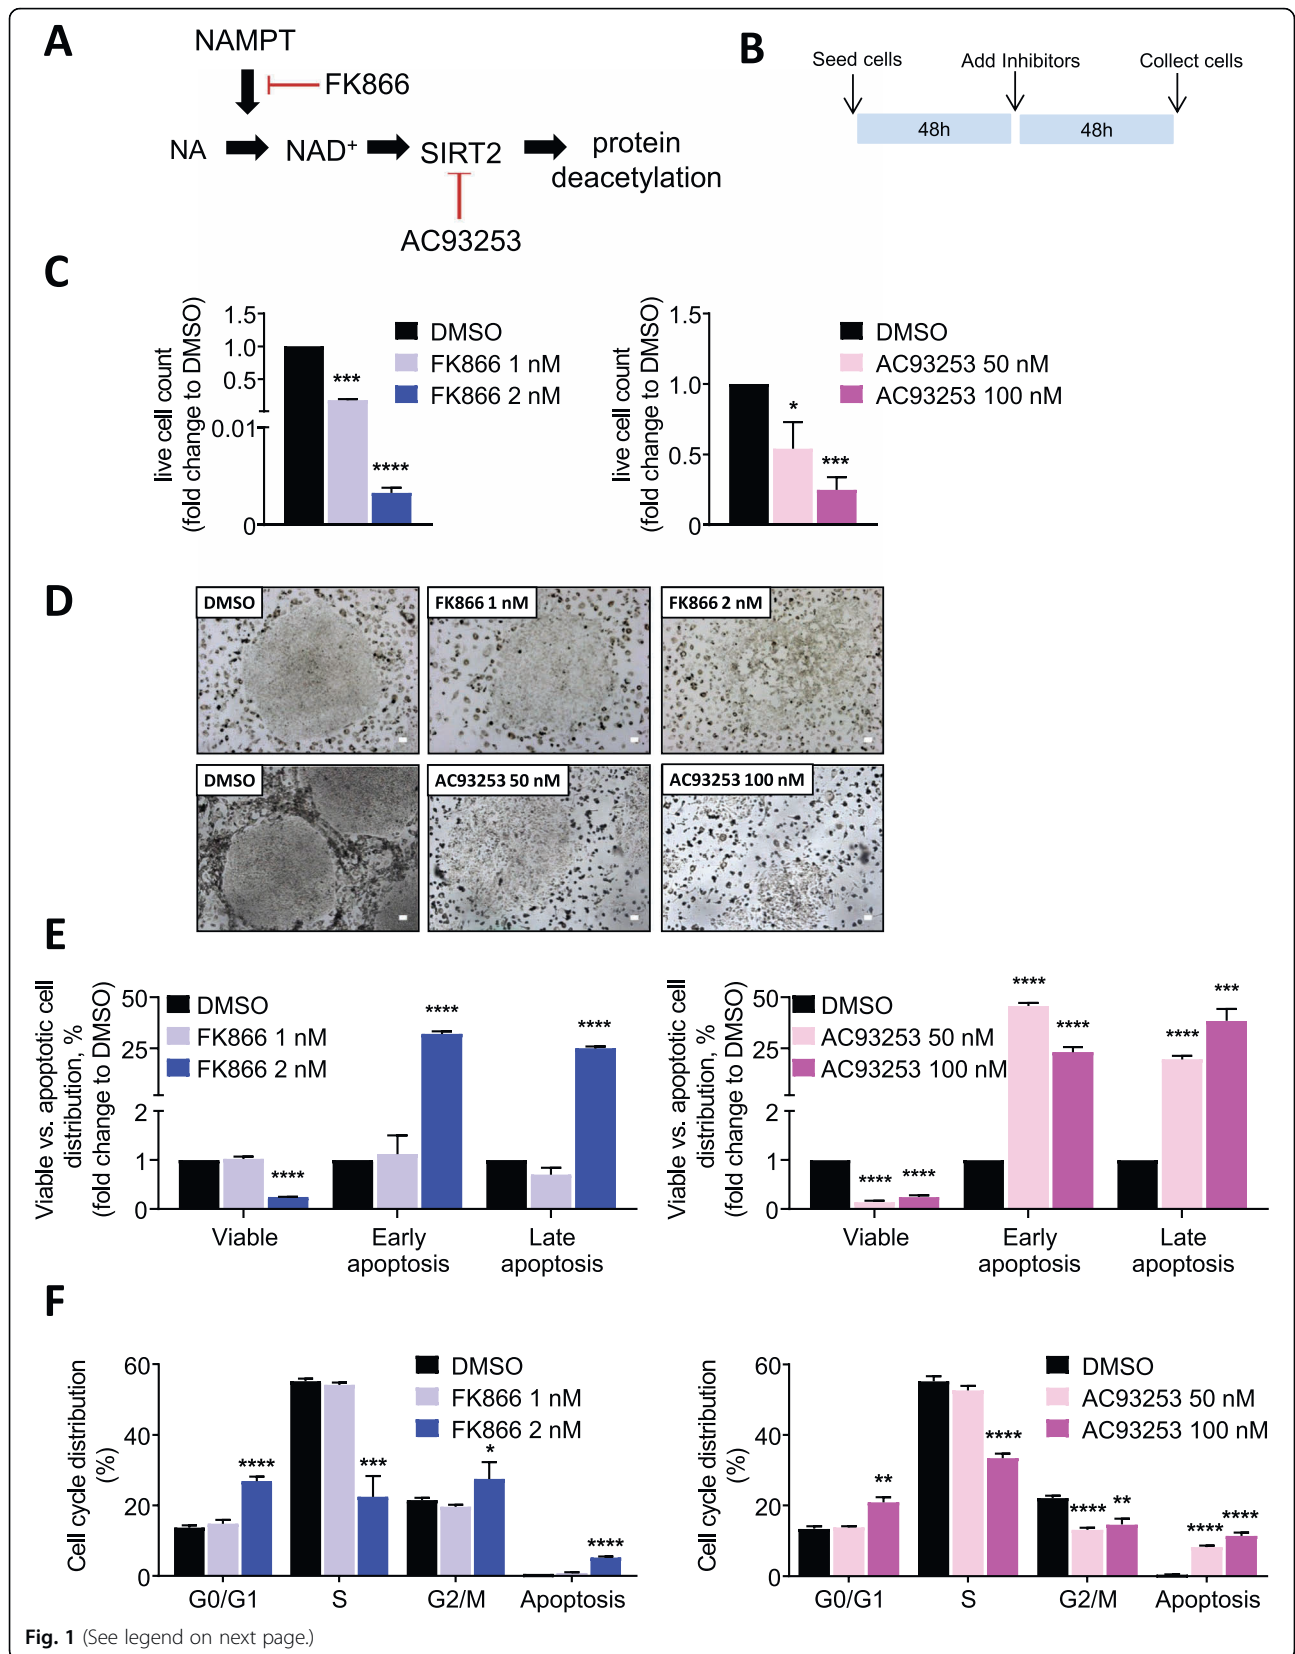 A
NAMPT
FK866
NA
NAD+
SIRT2
protein
deacetylation
AC93253
B
Seed cells
Add Inhibitors
Collect cells
48h
48h
C
live cell count
(fold change to DMSO)
1.5
1.0
0.5
0.01
0
***
****
DMSO
FK866 1 nM
FK866 2 nM
live cell count
(fold change to DMSO)
1.5
1.0
0.5
0
*
***
DMSO
AC93253 50 nM
AC93253 100 nM
D
DMSO
FK866 1 nM
FK866 2 nM
DMSO
AC93253 50 nM
AC93253 100 nM
E
Viable vs. apoptotic cell
distribution, %
(fold change to DMSO)
50
25
2
1
0
DMSO
FK866 1 nM
FK866 2 nM
****
****
****
Viable
Early
apoptosis
Late
apoptosis
Viable vs. apoptotic cell
distribution, %
(fold change to DMSO)
50
25
2
1
0
DMSO
AC93253 50 nM
AC93253 100 nM
****
****
****
****
****
***
Viable
Early
apoptosis
Late
apoptosis
F
Cell cycle distribution
(%)
60
40
20
0
DMSO
FK866 1 nM
FK866 2 nM
****
***
*
****
G0/G1
S
G2/M
Apoptosis
Cell cycle distribution
(%)
60
40
20
0
DMSO
AC93253 50 nM
AC93253 100 nM
**
****
****
**
****
****
G0/G1
S
G2/M
Apoptosis
Fig. 1 (See legend on next page.)